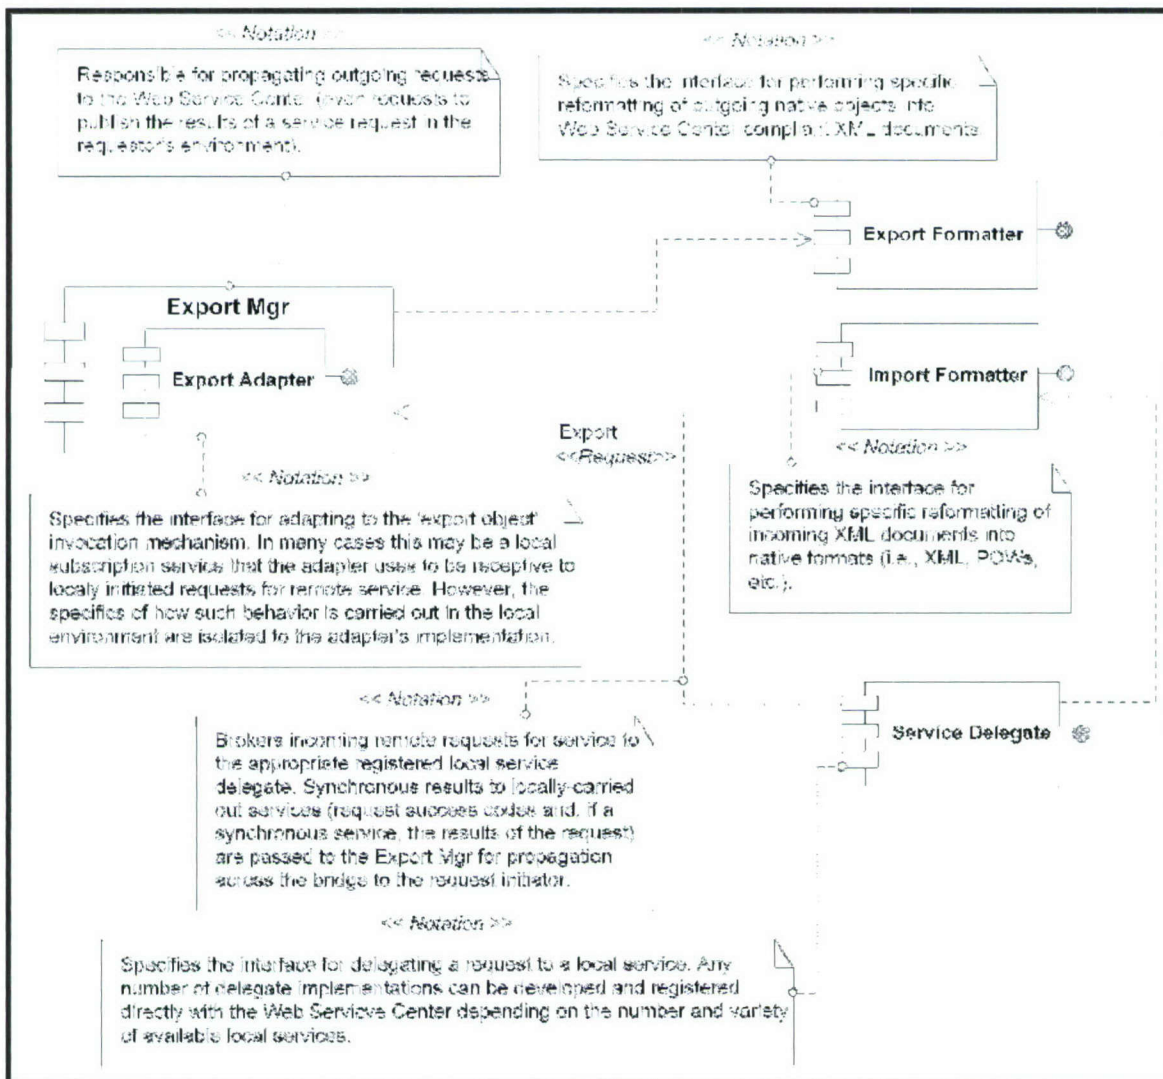 << Notation >>
Responsible for propagating outgoing requests
to the Web Service Center (even requests to
publish the results of a service request in the
requestor's environment).
<< Notation >>
Specifies the interface for performing specific
reformatting of outgoing native objects into
Web Service Center compliant XML documents
Export Formatter
Export Mgr
Export Adapter
Import Formatter
Export
<<Request>>
<< Notation >>
Specifies the interface for adapting to the 'export object'
invocation mechanism. In many cases this may be a local
subscription service that the adapter uses to be receptive to
localy initiated requests for remote service. However, the
specifics of how such behavior is carried out in the local
environment are isolated to the adapter's implementation.
<< Notation >>
Specifies the interface for
performing specific reformatting of
incoming XML documents into
native formats (i.e., XML, POWs,
etc.).
Service Delegate
<< Notation >>
Brokers incoming remote requests for service to
the appropriate registered local service
delegate. Synchronous results to locally-carried
out services (request success codes and, if a
synchronous service, the results of the request)
are passed to the Export Mgr for propagation
across the bridge to the request initiator.
<< Notation >>
Specifies the interface for delegating a request to a local service. Any
number of delegate implementations can be developed and registered
directly with the Web Servicve Center depending on the number and variety
of available local services.